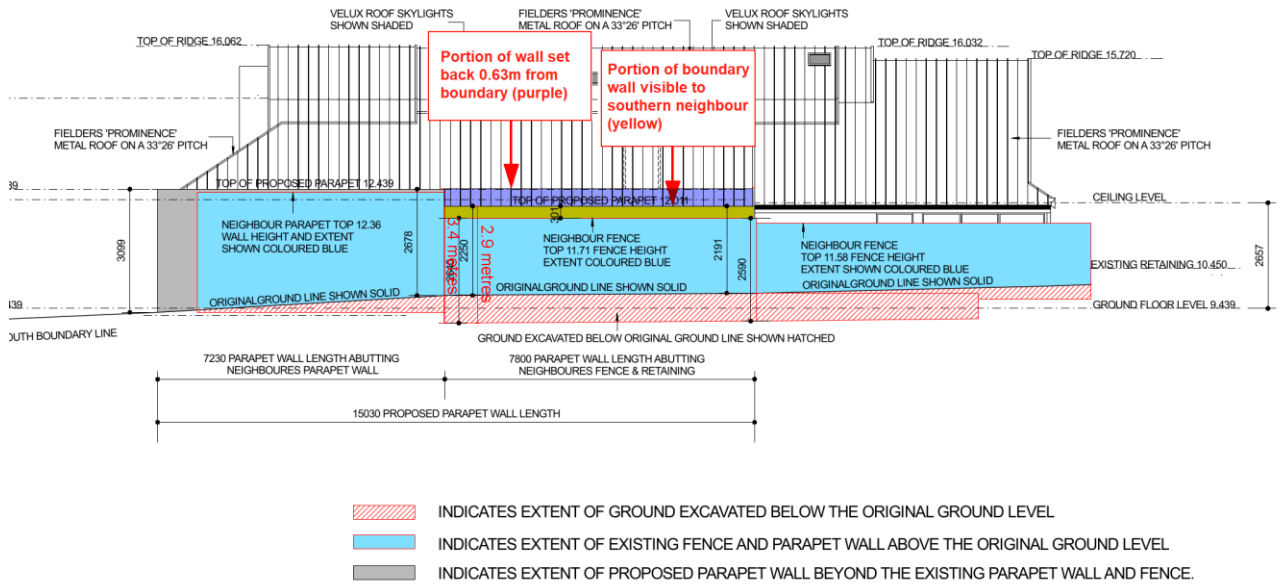 VELUX ROOF SKYLIGHTS
SHOWN SHADED
FIELDERS 'PROMINENCE'
METAL ROOF ON A 33°26' PITCH
VELUX ROOF SKYLIGHTS
SHOWN SHADED
TOP OF RIDGE 16.062
TOP OF RIDGE 16.032
TOP OF RIDGE 15.720
Portion of wall set
back 0.63m from
boundary (purple)
Portion of boundary
wall visible to
southern neighbour
(yellow)
FIELDERS 'PROMINENCE'
METAL ROOF ON A 33°26' PITCH
FIELDERS 'PROMINENCE'
METAL ROOF ON A 33°26' PITCH
TOP OF PROPOSED PARAPET 12.439
TOP OF PROPOSED PARAPET 12.011
CEILING LEVEL
NEIGHBOUR PARAPET TOP 12.36
WALL HEIGHT AND EXTENT
SHOWN COLOURED BLUE
NEIGHBOUR FENCE
TOP 11.71 FENCE HEIGHT
EXTENT COLOURED BLUE
NEIGHBOUR FENCE
TOP 11.58 FENCE HEIGHT
EXTENT SHOWN COLOURED BLUE
3099
2678
3.4 metres
2250
2.9 metres
301
2191
2590
2657
EXISTING RETAINING 10.450
ORIGINALGROUND LINE SHOWN SOLID
ORIGINALGROUND LINE SHOWN SOLID
ORIGINALGROUND LINE SHOWN SOLID
GROUND FLOOR LEVEL 9.439
OUTH BOUNDARY LINE
GROUND EXCAVATED BELOW ORIGINAL GROUND LINE SHOWN HATCHED
7230 PARAPET WALL LENGTH ABUTTING
NEIGHBOURES PARAPET WALL
7800 PARAPET WALL LENGTH ABUTTING
NEIGHBOURES FENCE & RETAINING
15030 PROPOSED PARAPET WALL LENGTH
INDICATES EXTENT OF GROUND EXCAVATED BELOW THE ORIGINAL GROUND LEVEL
INDICATES EXTENT OF EXISTING FENCE AND PARAPET WALL ABOVE THE ORIGINAL GROUND LEVEL
INDICATES EXTENT OF PROPOSED PARAPET WALL BEYOND THE EXISTING PARAPET WALL AND FENCE.